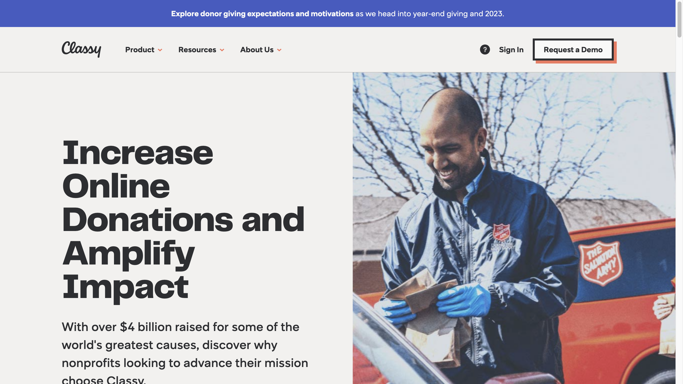 Explore donor giving expectations and motivations as we head into year-end giving and 2023.
Classy
Product
Resources
About Us
?
Sign In
Request a Demo
Increase
Online
Donations and
Amplify
Impact
With over $4 billion raised for some of the
world's greatest causes, discover why
nonprofits looking to advance their mission
choose Classy.
THE
SALVATION
ARMY